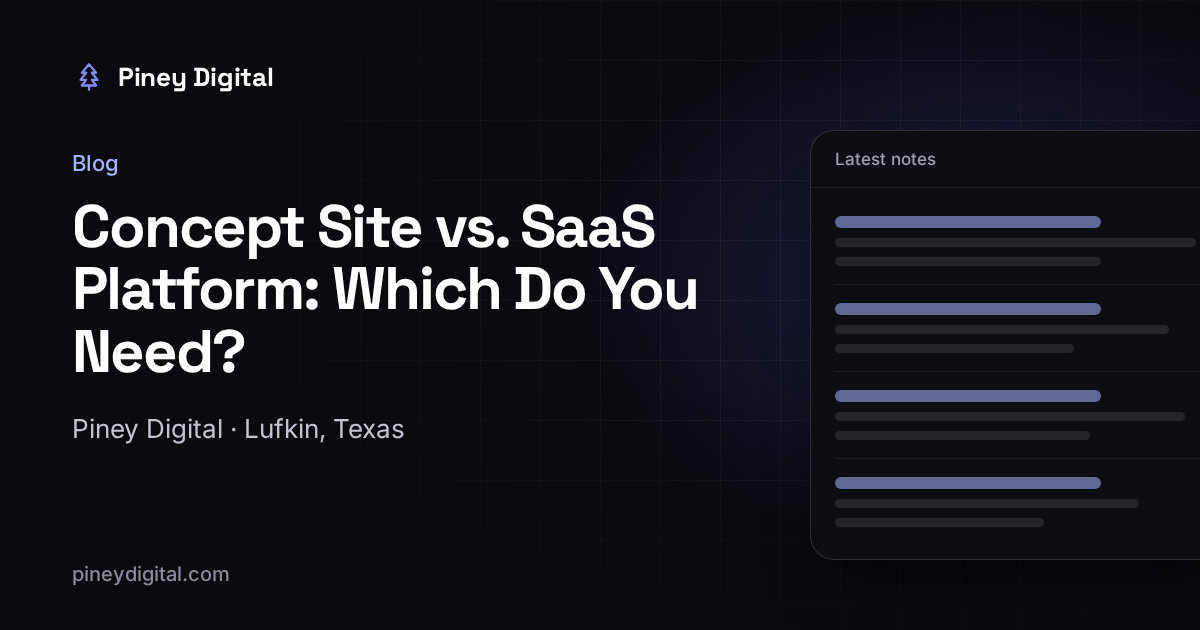 Piney Digital
Blog
Concept Site vs. SaaS
Platform: Which Do You
Need?
Piney Digital · Lufkin, Texas
pineydigital.com
Latest notes